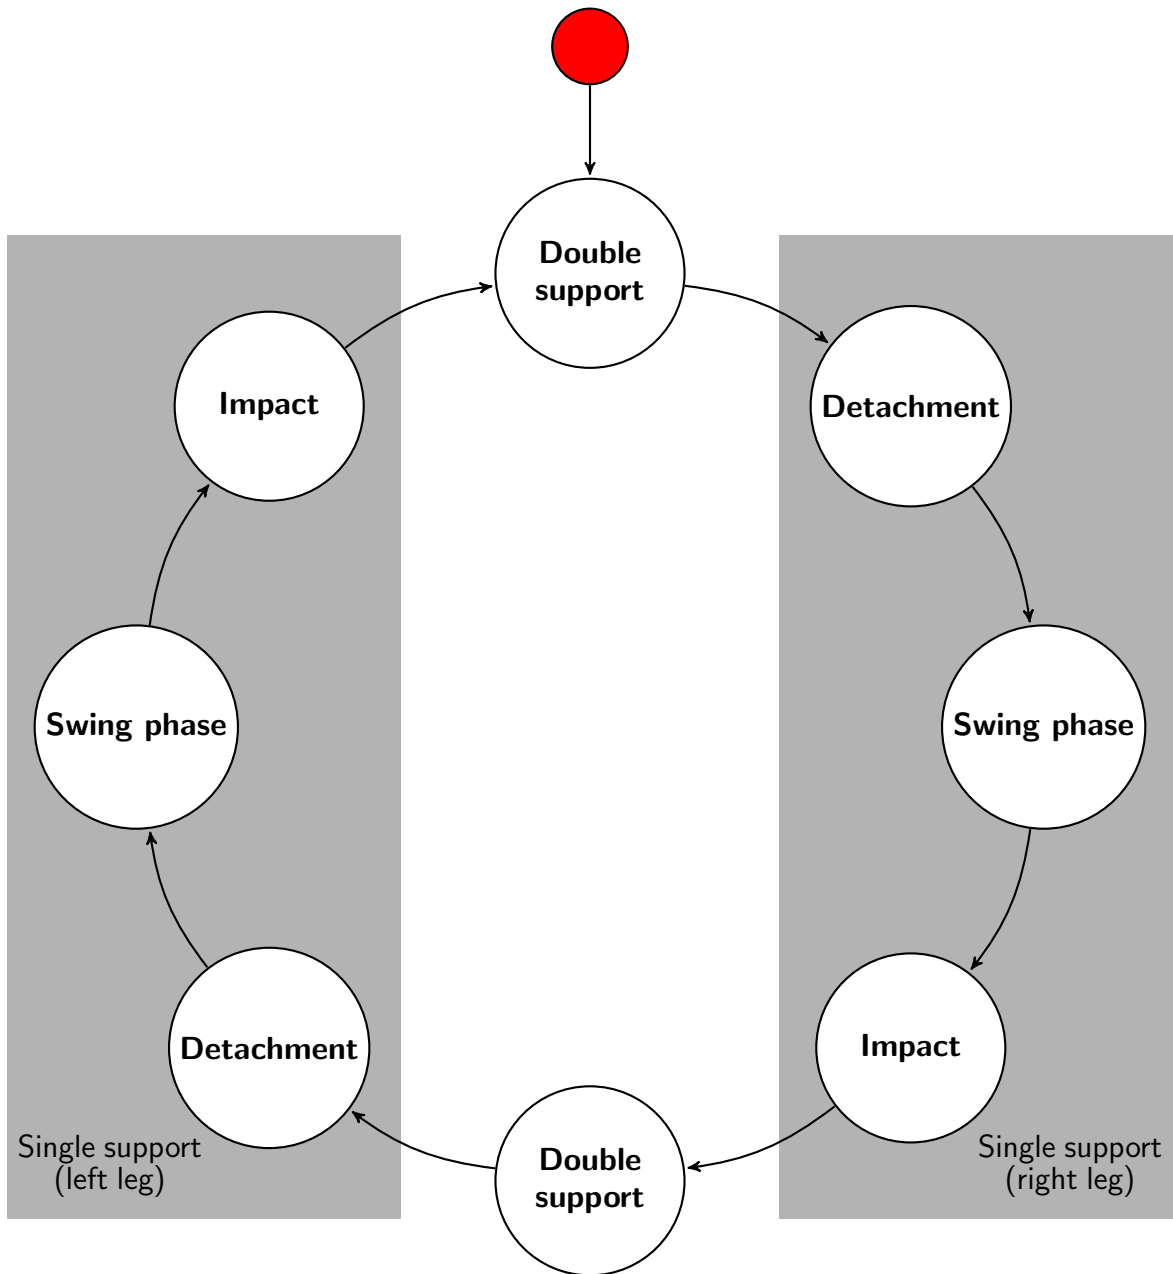 Double
support
Impact
Detachment
Swing phase
Swing phase
Detachment
Impact
Single support
(left leg)
Double
support
Single support
(right leg)